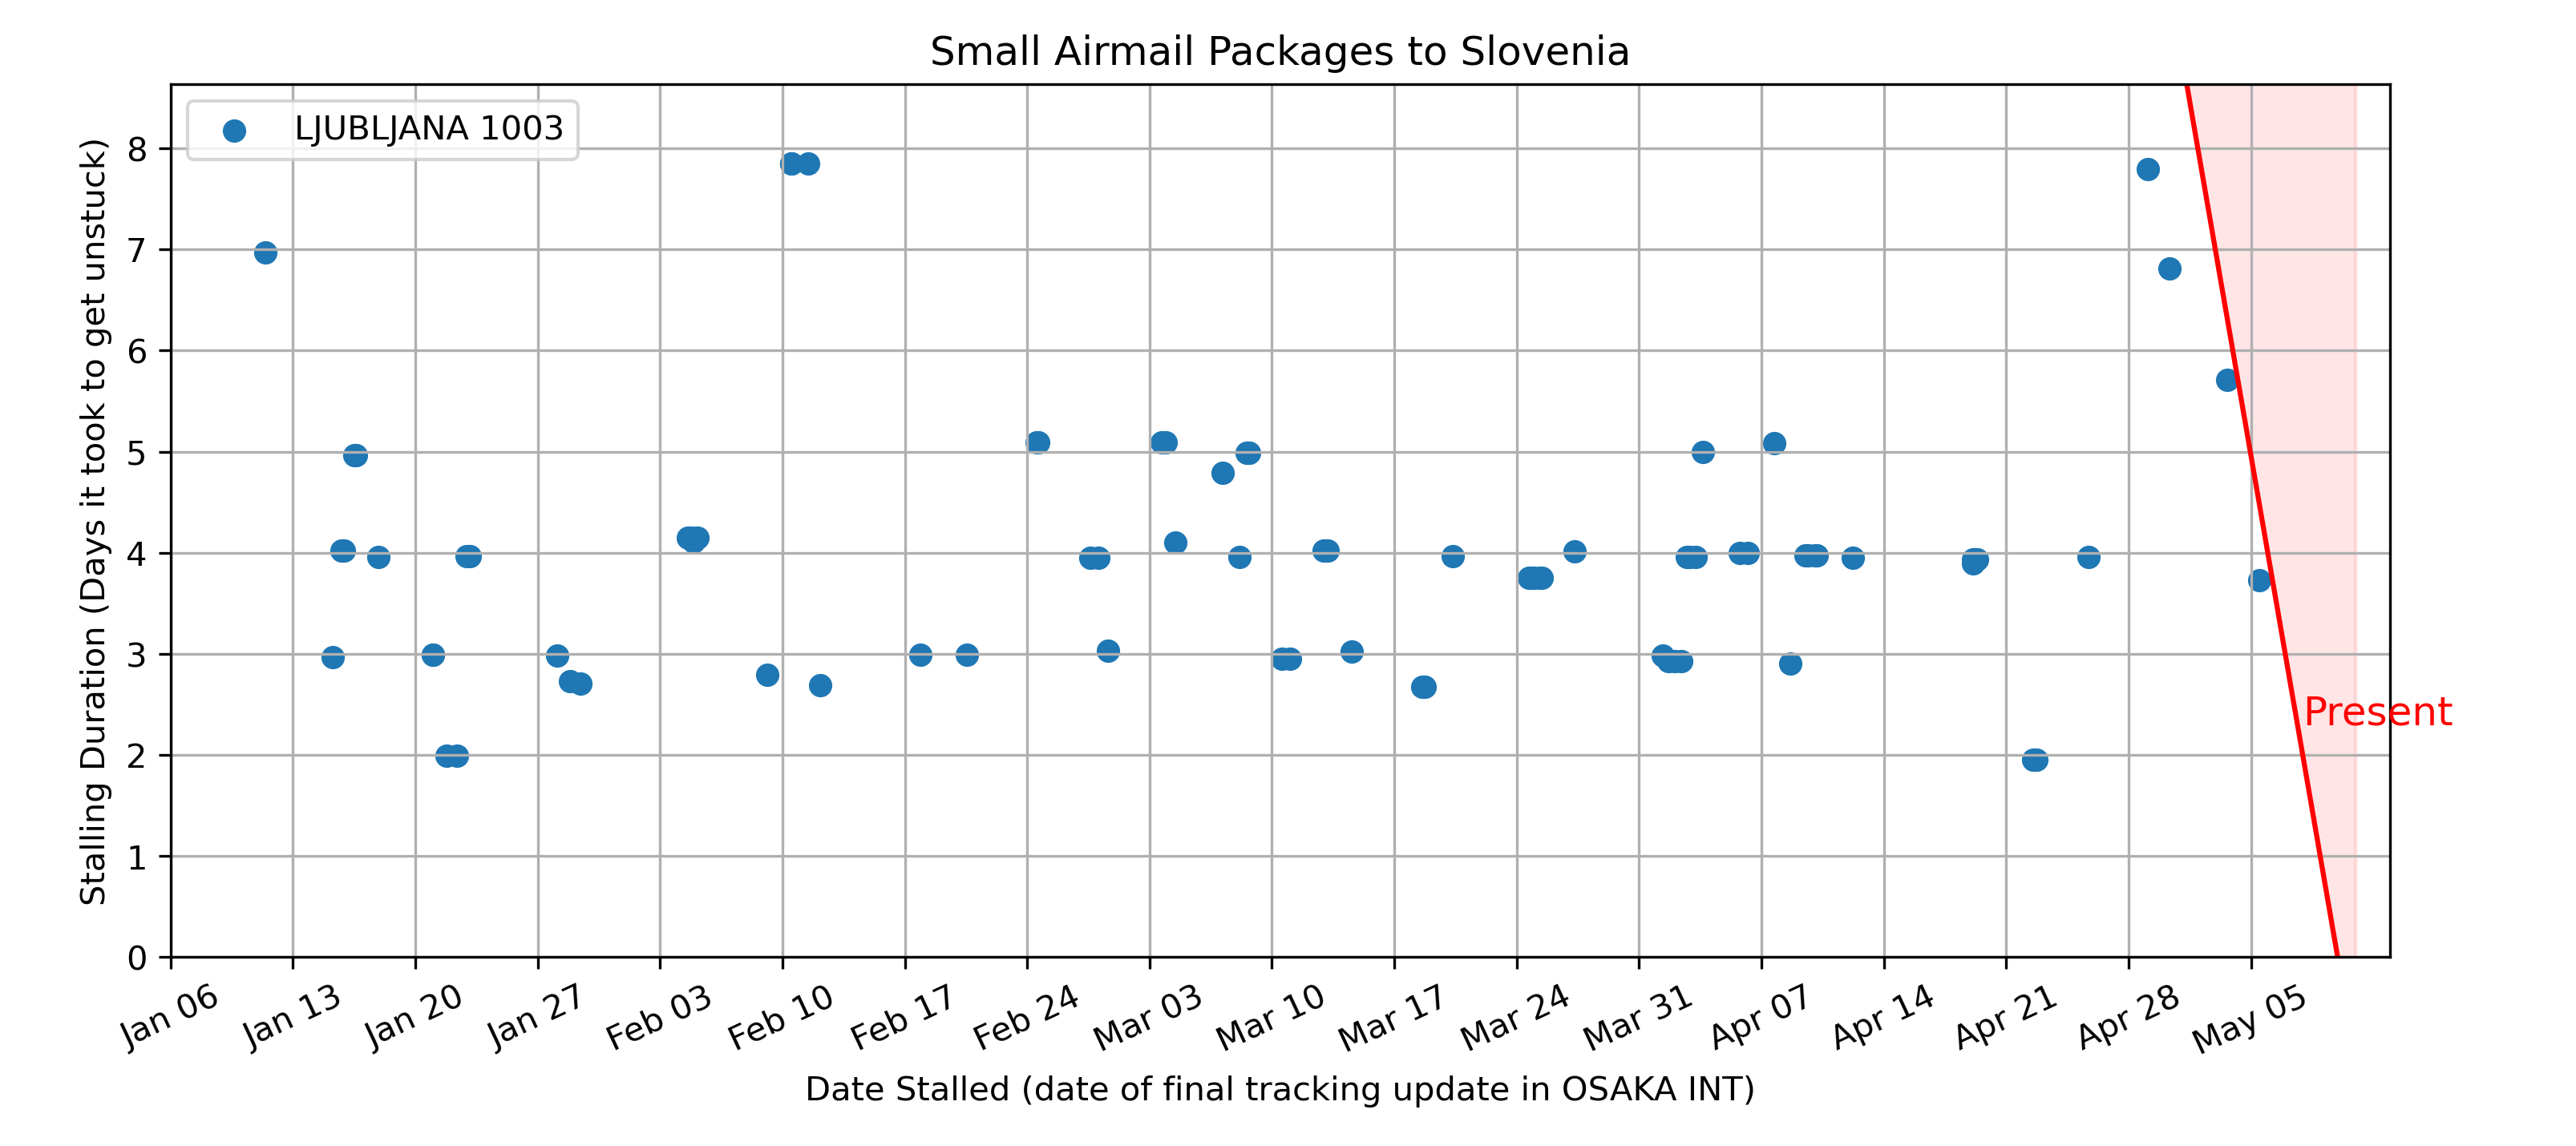 Small Airmail Packages to Slovenia
LJUBLJANA 1003
Stalling Duration (Days it took to get unstuck)
8
7
6
5
4
3
2
1
0
Present
Jan 06
Jan 13
Jan 20
Jan 27
Feb 03
Feb 10
Feb 17
Feb 24
Mar 03
Mar 10
Mar 17
Mar 24
Mar 31
Apr 07
Apr 14
Apr 21
Apr 28
May 05
Date Stalled (date of final tracking update in OSAKA INT)